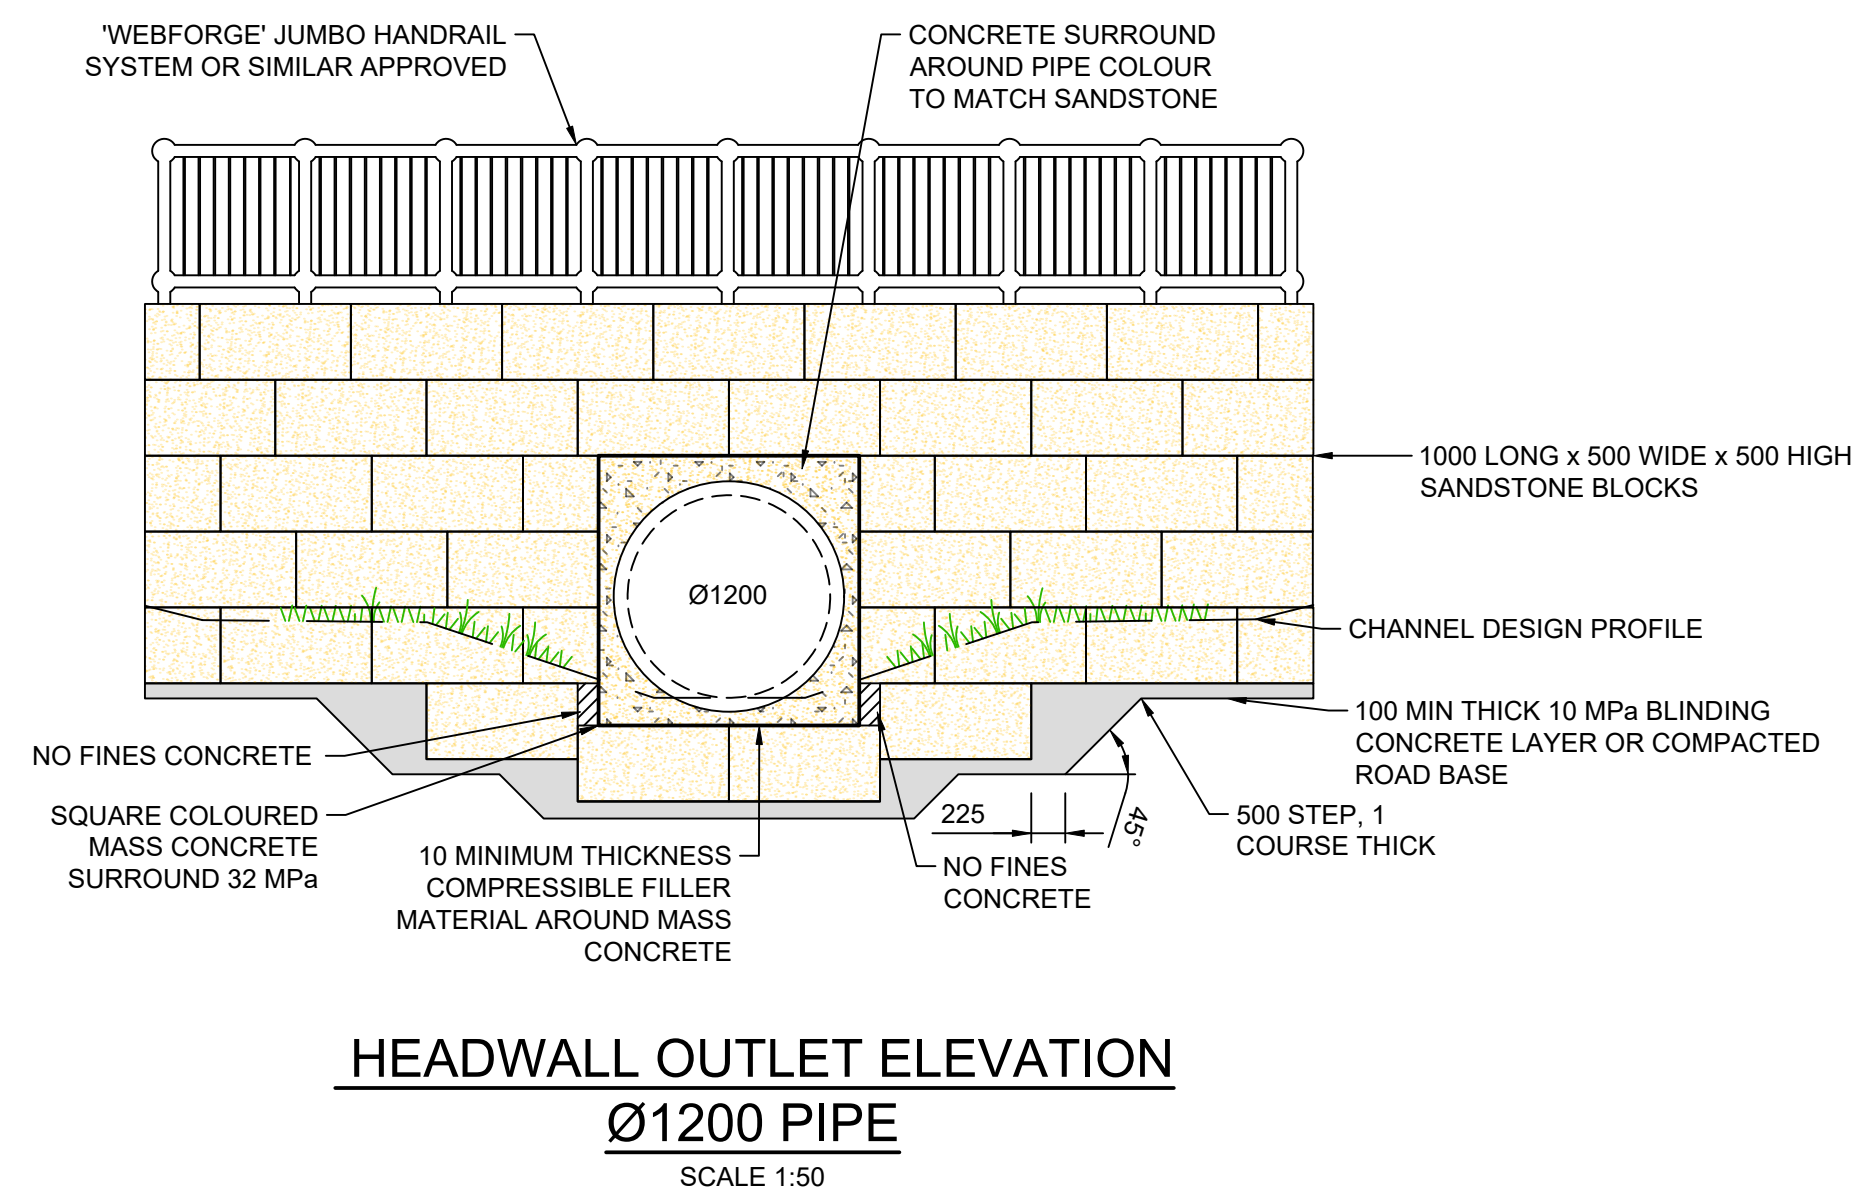 'WEBFORGE' JUMBO HANDRAIL
SYSTEM OR SIMILAR APPROVED
CONCRETE SURROUND
AROUND PIPE COLOUR
TO MATCH SANDSTONE
1000 LONG x 500 WIDE x 500 HIGH
SANDSTONE BLOCKS
Ø1200
CHANNEL DESIGN PROFILE
100 MIN THICK 10 MPa BLINDING
CONCRETE LAYER OR COMPACTED
ROAD BASE
NO FINES CONCRETE
SQUARE COLOURED
MASS CONCRETE
SURROUND 32 MPa
225
45°
500 STEP, 1
COURSE THICK
10 MINIMUM THICKNESS
COMPRESSIBLE FILLER
MATERIAL AROUND MASS
CONCRETE
NO FINES
CONCRETE
HEADWALL OUTLET ELEVATION
Ø1200 PIPE
SCALE 1:50